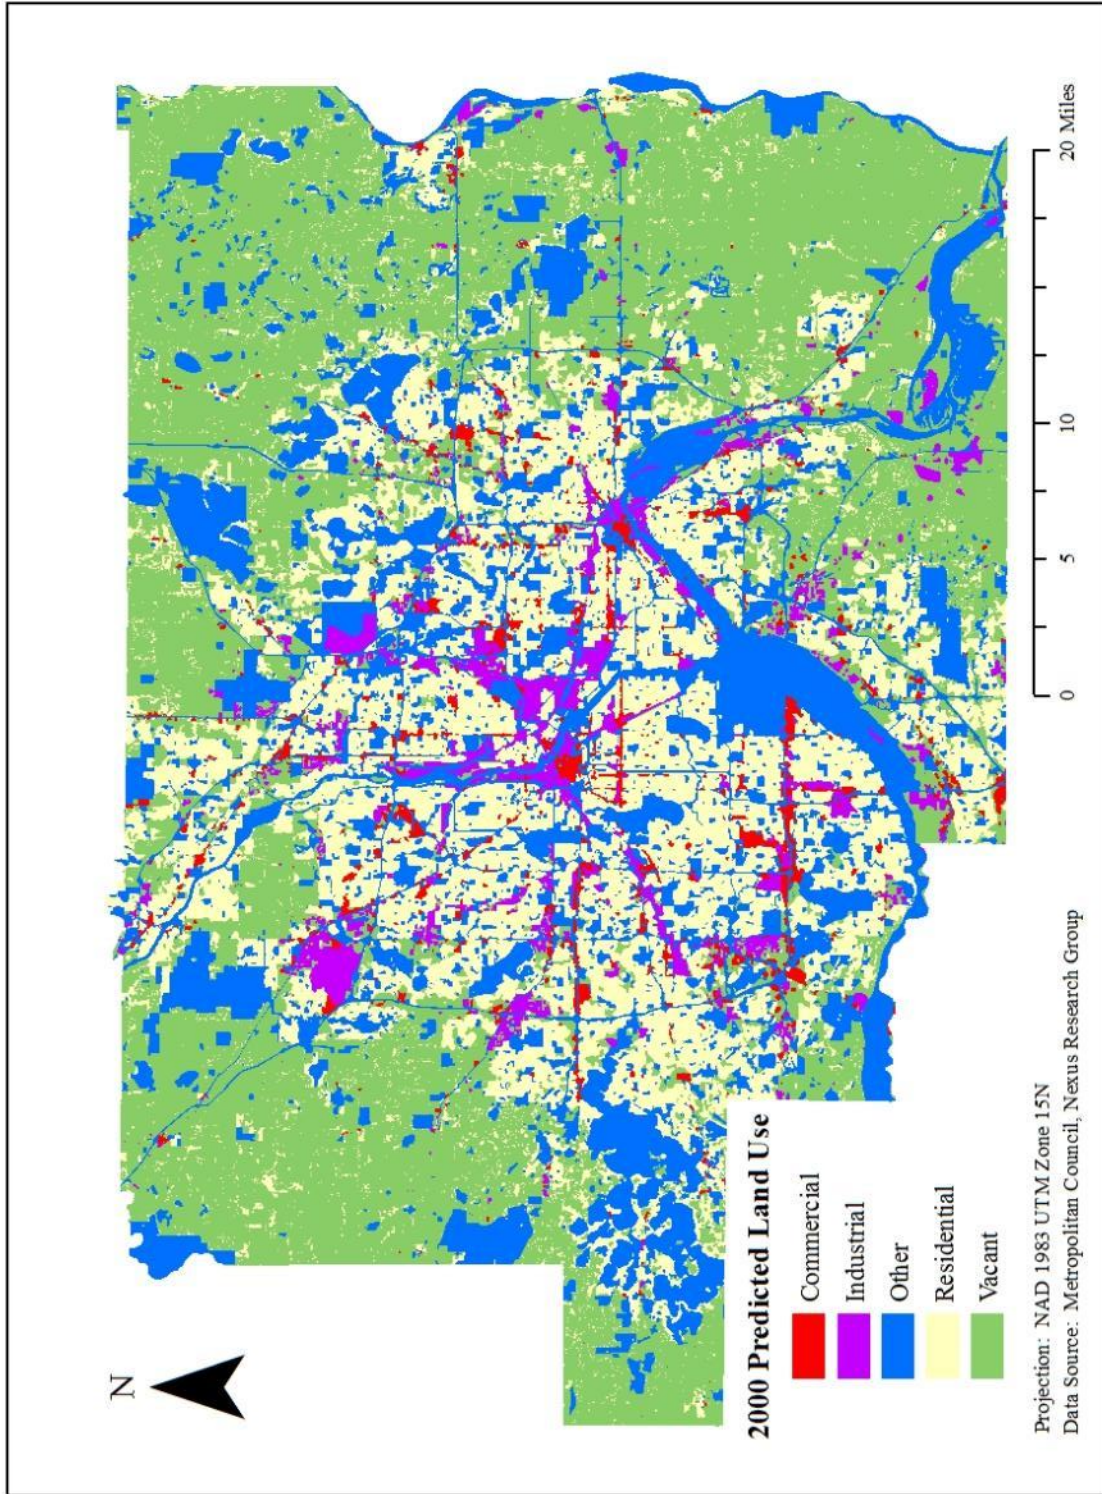 N
2000 Predicted Land Use
Commercial
Industrial
Other
Residential
Vacant
Projection: NAD 1983 UTM Zone 15N
Data Source: Metropolitan Council, Nexus Research Group
0 5 10 20 Miles